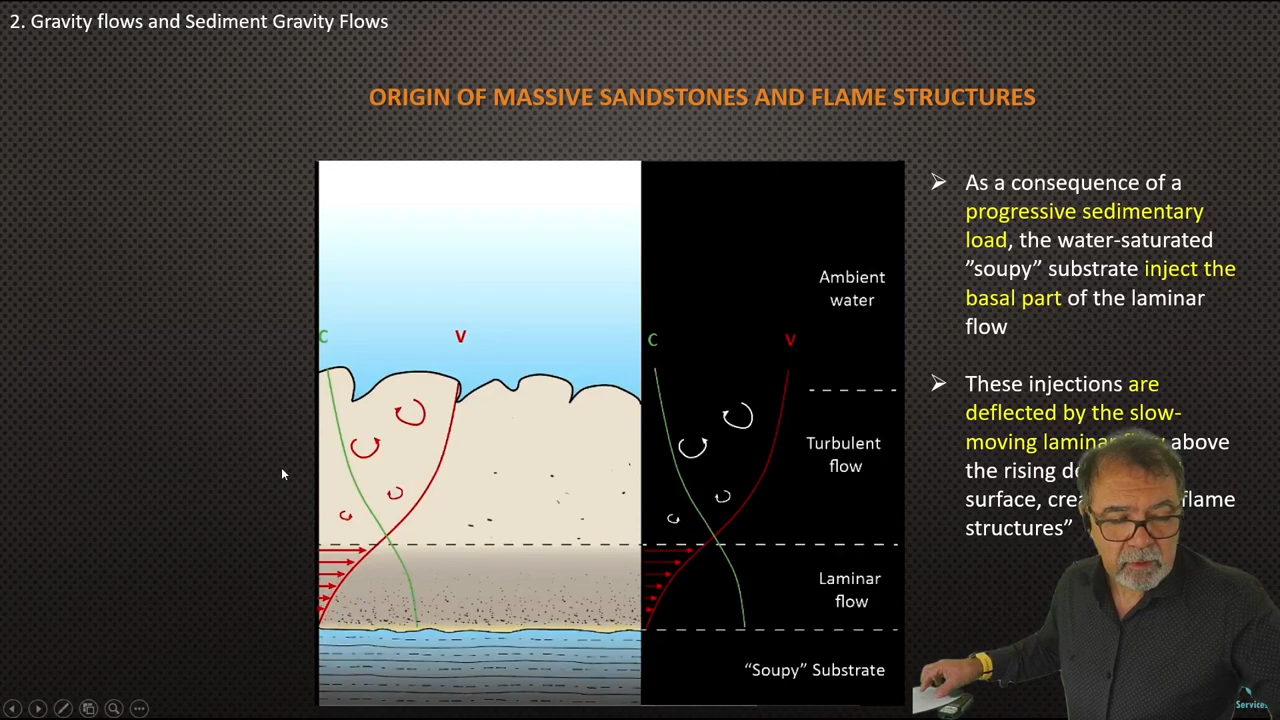 2. Gravity flows and Sediment Gravity Flows
ORIGIN OF MASSIVE SANDSTONES AND FLAME STRUCTURES
C
V
C
V
Ambient
water
Turbulent
flow
Laminar
flow
“Soupy” Substrate
As a consequence of a
progressive sedimentary
load, the water-saturated
”soupy” substrate inject the
basal part of the laminar
flow
These injections are
deflected by the slow-
moving laminar above
the rising
surface, flame
structures”
Services